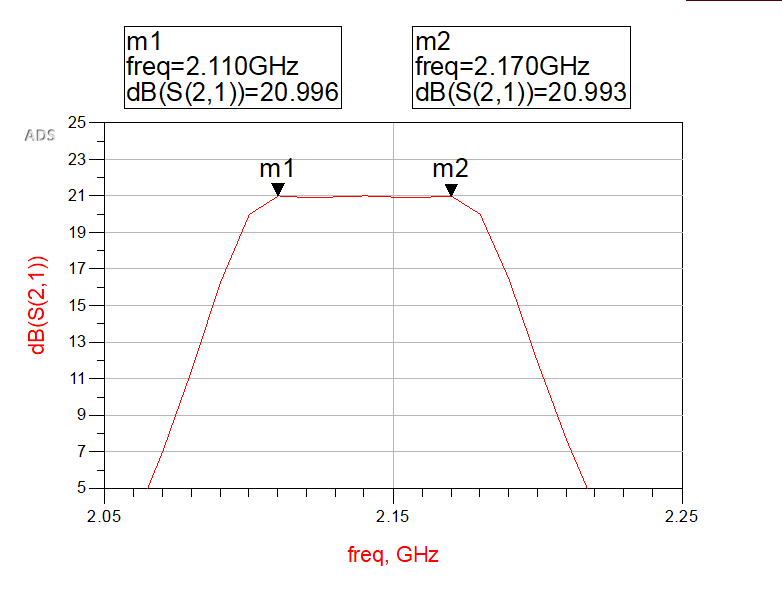 m1
freq=2.110GHz
dB(S(2,1))=20.996
m2
freq=2.170GHz
dB(S(2,1))=20.993
ADS
25
23
21
19
17
15
13
11
9
7
5
m1
m2
dB(S(2,1))
2.05
2.15
2.25
freq, GHz